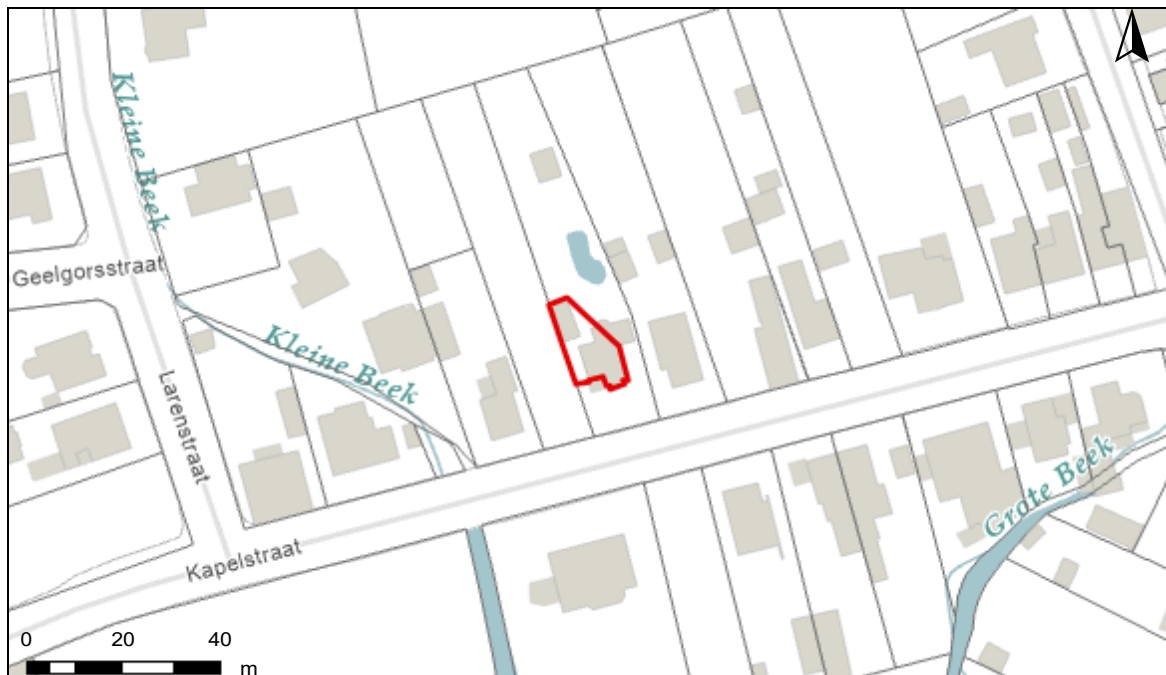 Kleine Beek
Geelgorsstraat
Kleine Beek
Larenstraat
Grote Beek
Kapelstraat
0 20 40
m